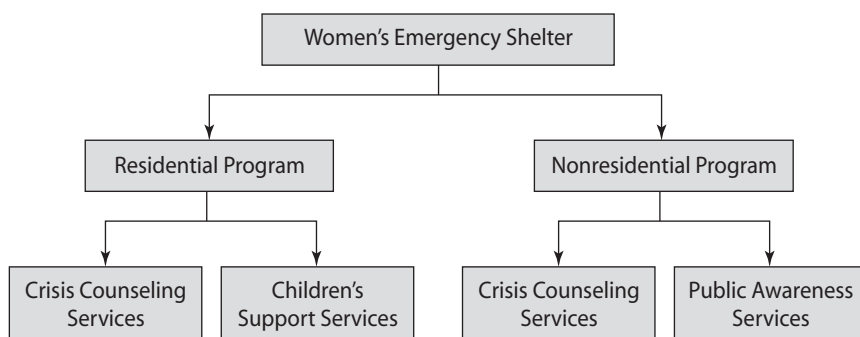 Women’s Emergency Shelter
Residential Program
Nonresidential Program
Crisis Counseling
Services
Children’s
Support Services
Crisis Counseling
Services
Public Awareness
Services